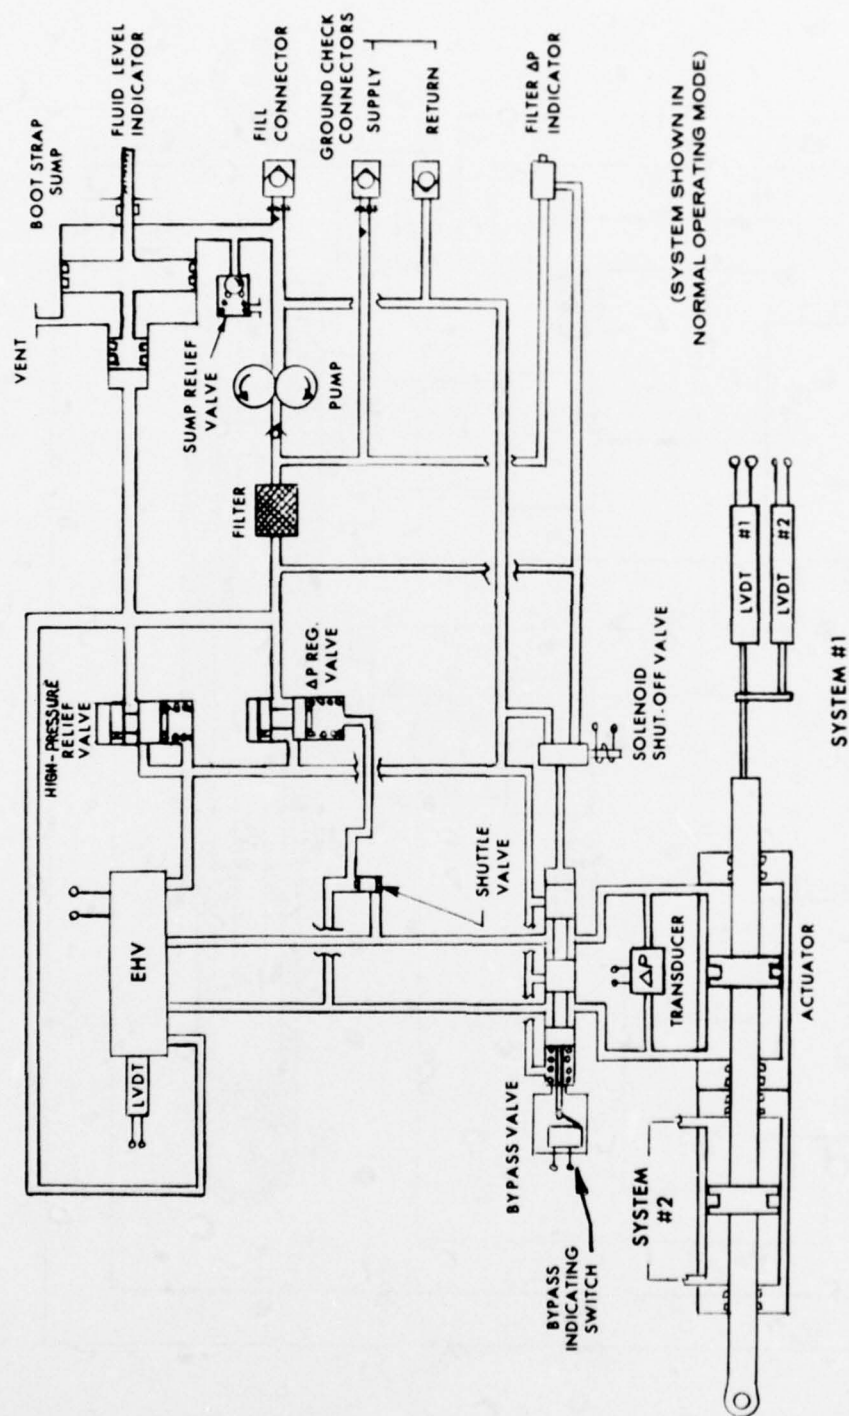 BOOT STRAP
SUMP
FLUID LEVEL
INDICATOR
VENT
FILL
CONNECTOR
GROUND CHECK
CONNECTORS
SUPPLY
RETURN
SUMP RELIEF
VALVE
PUMP
FILTER
FILTER ΔP
INDICATOR
HIGH-PRESSURE
RELIEF
VALVE
ΔP REG.
VALVE
(SYSTEM SHOWN IN
NORMAL OPERATING MODE)
EHV
LVDT
SHUTTLE
VALVE
SOLENOID
SHUT-OFF VALVE
BYPASS VALVE
BYPASS
INDICATING
SWITCH
ΔP
TRANSDUCER
LVDT #1
LVDT #2
SYSTEM
#2
ACTUATOR
SYSTEM #1